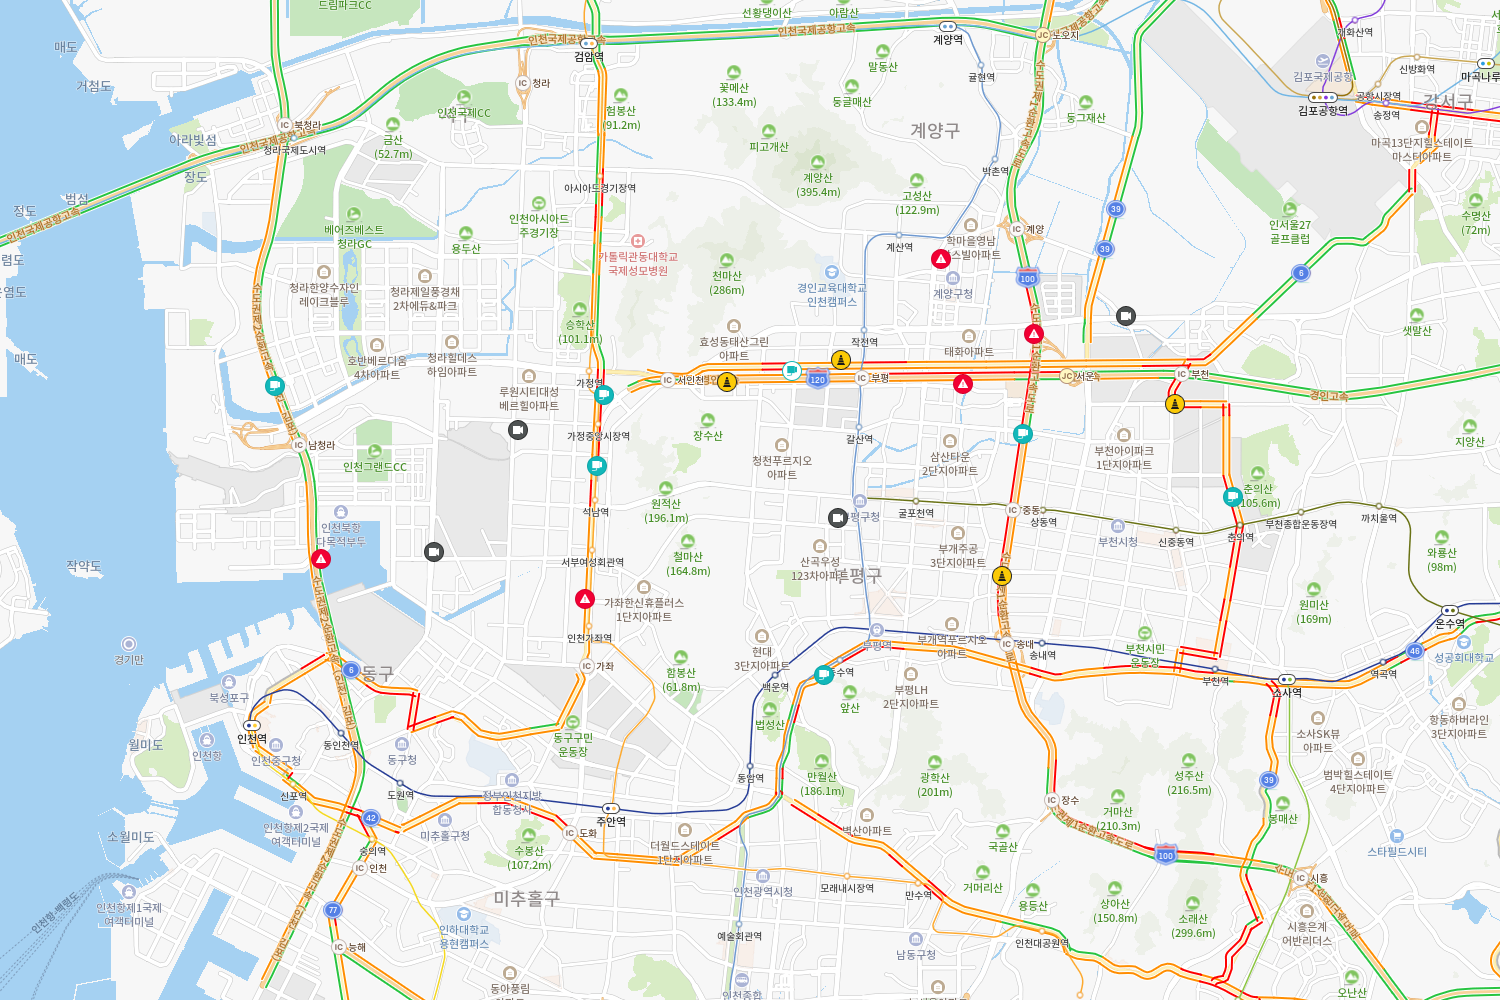 드림파크CC
선황댕이산
아람산
매도
인천국제공항고속
인천국제공항고속
검암역
계양역
JC 노오지
개화산역
거첨도
IC 청라
꽃메산
(133.4m)
말동산
귤현역
김포국제공항
신방화역
마곡나루
둥글매산
인천국제CC
험봉산
(91.2m)
김포공항역
공항시장역
강서구
IC 북청라
둥그재산
송정역
아라빛섬
청라국제도시역
금산
(52.7m)
피고개산
계양구
마곡13단지힐스테이트
마스터아파트
장도
계양산
(395.4m)
박촌역
아시아드경기장역
범섬
정도
인천국제공항고속
베어즈베스트
청라GC
용두산
인천아시아드
주경기장
고성산
(122.9m)
39
인서울27
골프클럽
수명산
(72m)
IC 계양
가톨릭관동대학교
국제성모병원
계산역
39
천마산
(286m)
경인교육대학교
인천캠퍼스
계양구청
100
6
청라한양수자인
레이크블루
청라제일풍경채
2차에듀&파크
승학산
(101.1m)
매도
호반베르디움
4차아파트
청라힐데스
하임아파트
효성동태산그린
아파트
작전역
태화아파트
샛말산
루원시티대성
베르힐아파트
가정역
IC 서인천
120
IC 부평
JC 서운
IC 부천
경인고속
IC 남청라
가정중앙시장역
장수산
갈산역
지양산
인천그랜드CC
청천푸르지오
아파트
삼산타운
2단지아파트
부천아이파크
1단지아파트
춘의산
(105.6m)
인천북항
다목적부두
석남역
원적산
(196.1m)
굴포천역
IC 중동
상동역
부천시청
신중동역
춘의역
부천종합운동장역
까치울역
작약도
서부여성회관역
철마산
(164.8m)
산곡우성
123차아파트
부평구
부개주공
3단지아파트
와룡산
(98m)
가좌한신휴플러스
1단지아파트
원미산
(169m)
온수역
경기만
인천가좌역
현대
3단지아파트
부평역
부개역푸르지오
아파트
IC 송내
송내역
부천시민
운동장
46
성공회대학교
동구
6
IC 가좌
함봉산
(61.8m)
백운역
부평LH
2단지아파트
부천역
소사역
역곡역
북성포구
앞산
월미도
인천항
인천역
인천중구청
동인천역
동구청
동구구민
운동장
법성산
소사SK뷰
아파트
항동하버라인
3단지아파트
신포역
도원역
정부인천지방
합동청사
동암역
만월산
(186.1m)
광학산
(201m)
성주산
(216.5m)
39
범박힐스테이트
4단지아파트
IC 장수
거마산
(210.3m)
봉매산
소월미도
인천항제2국제
여객터미널
42
미추홀구청
주안역
IC 도화
벽산아파트
숭의역
수봉산
(107.2m)
더월드스테이트
1단지아파트
국골산
100
스타필드시티
IC 인천
인천항제1국제
여객터미널
인천항-백령도
77
미추홀구
인천광역시청
모래내시장역
만수역
거머리산
용등산
상아산
(150.8m)
소래산
(299.6m)
IC 시흥
시흥은계
어반리더스
IC 능해
인하대학교
용현캠퍼스
예술회관역
남동구청
인천대공원역
동아풍림
인천종합
오난산